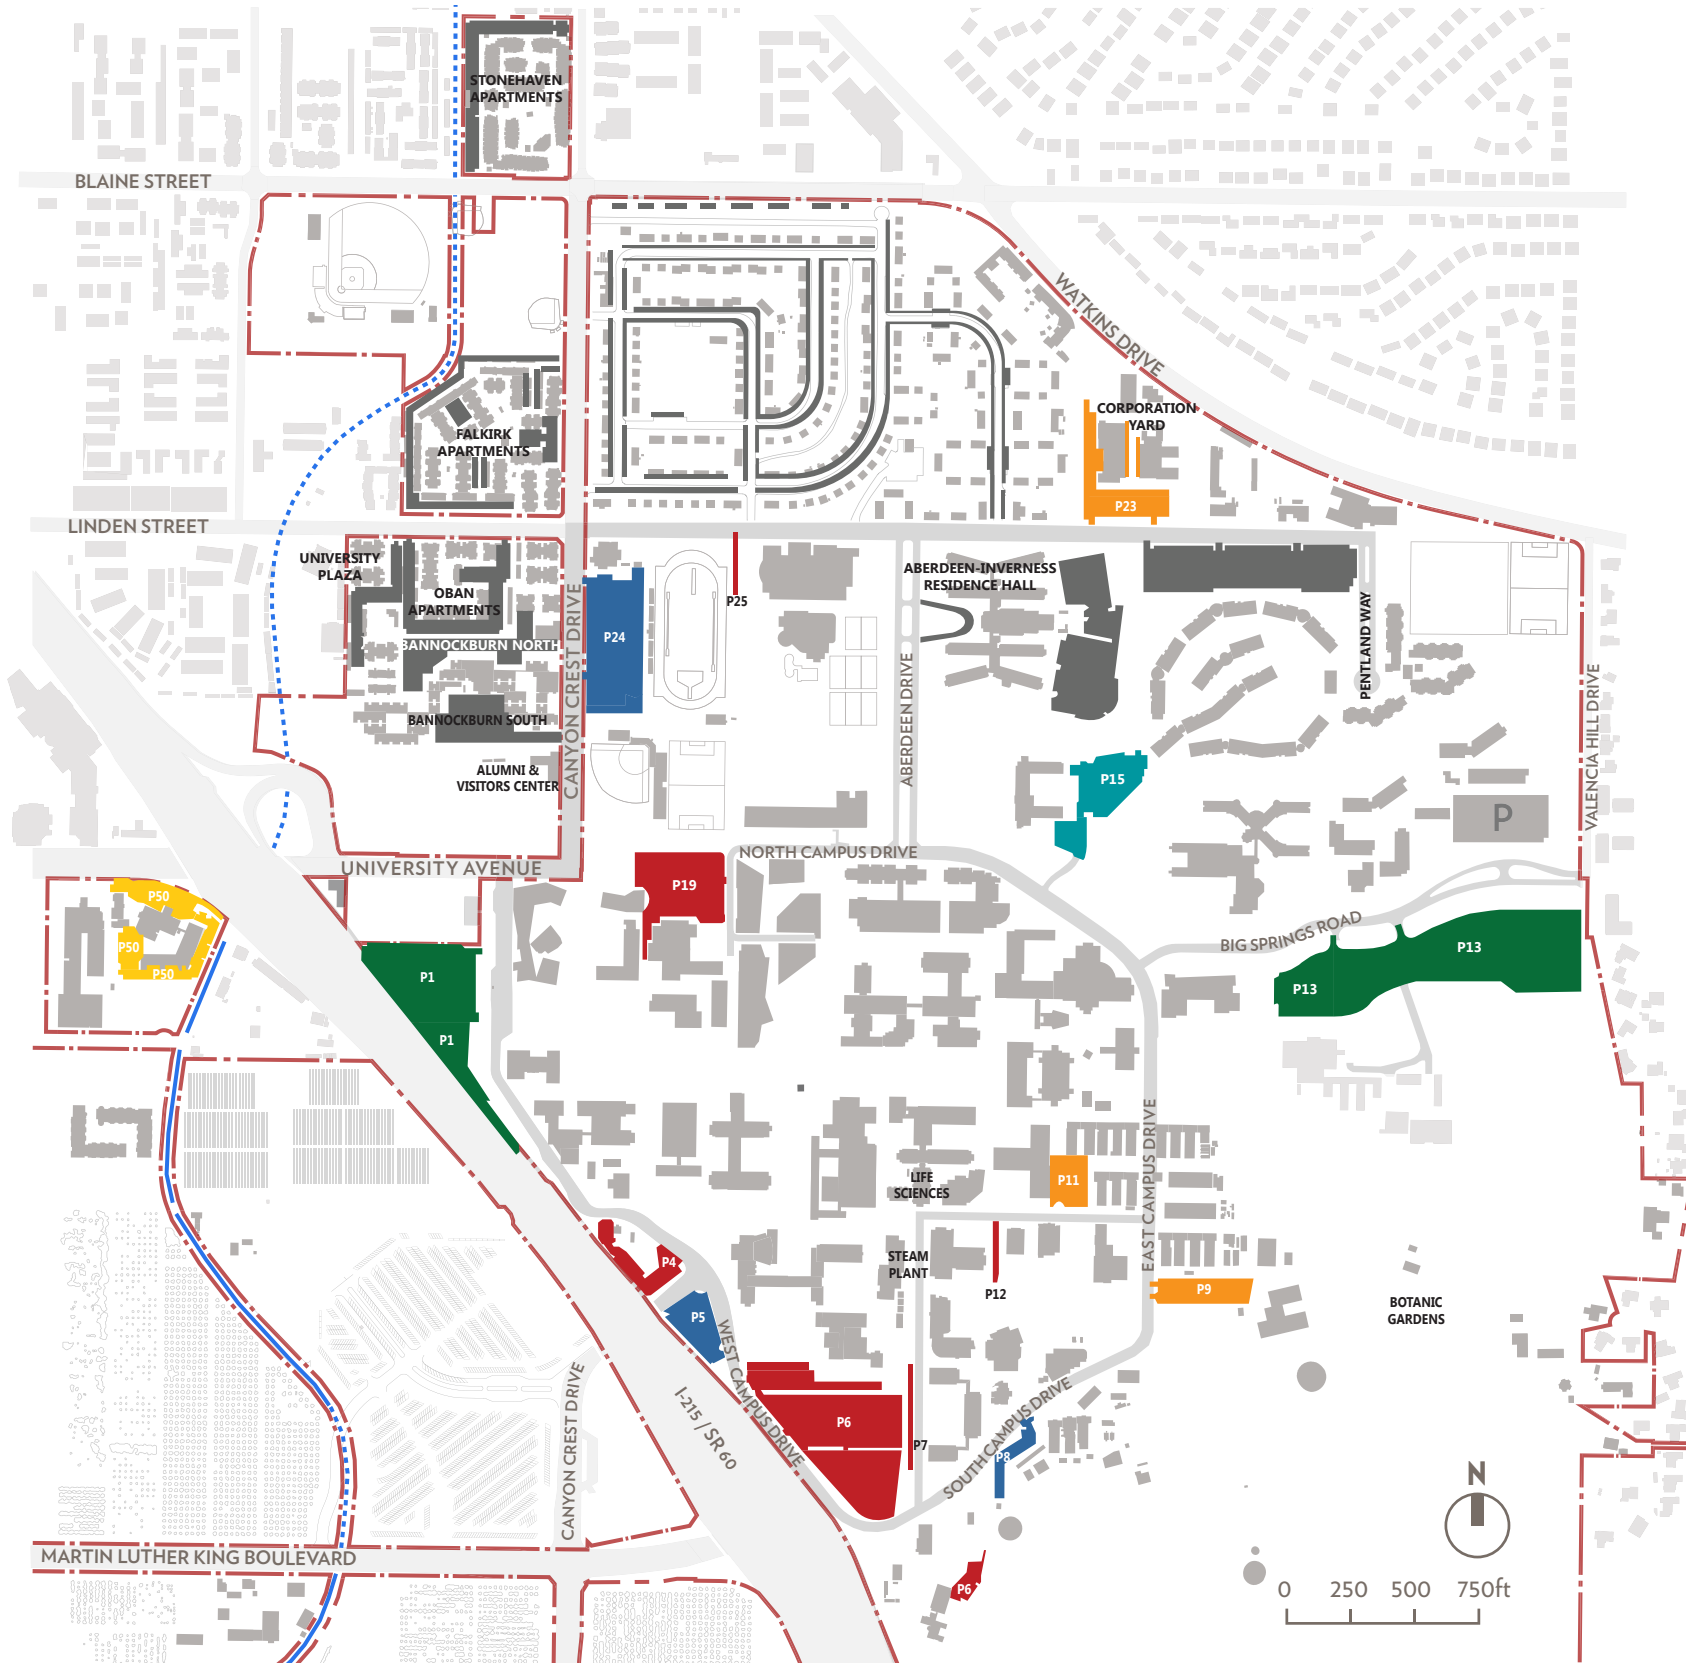 STONEHAVEN
APARTMENTS
BLAINE STREET
WATKINS DRIVE
CORPORATION
YARD
FALKIRK
APARTMENTS
P23
LINDEN STREET
UNIVERSITY
PLAZA
OBAN
APARTMENTS
BANNOCKBURN NORTH
BANNOCKBURN SOUTH
P24
P25
ABERDEEN-INVERNESS
RESIDENCE HALL
PENTLAND WAY
CANYON CREST DRIVE
ABERDEEN DRIVE
VALENCIA HILL DRIVE
ALUMNI &
VISITORS CENTER
P15
P
NORTH CAMPUS DRIVE
UNIVERSITY AVENUE
P19
P50
P50
P50
BIG SPRINGS ROAD
P13
P13
P1
P1
EAST CAMPUS DRIVE
LIFE
SCIENCES
P11
STEAM
PLANT
P4
P12
P9
P5
BOTANIC
GARDENS
WEST CAMPUS DRIVE
CANYON CREST DRIVE
I-215 / SR 60
P6
P7
SOUTH CAMPUS DRIVE
P8
N
MARTIN LUTHER KING BOULEVARD
P6
0 250 500 750ft